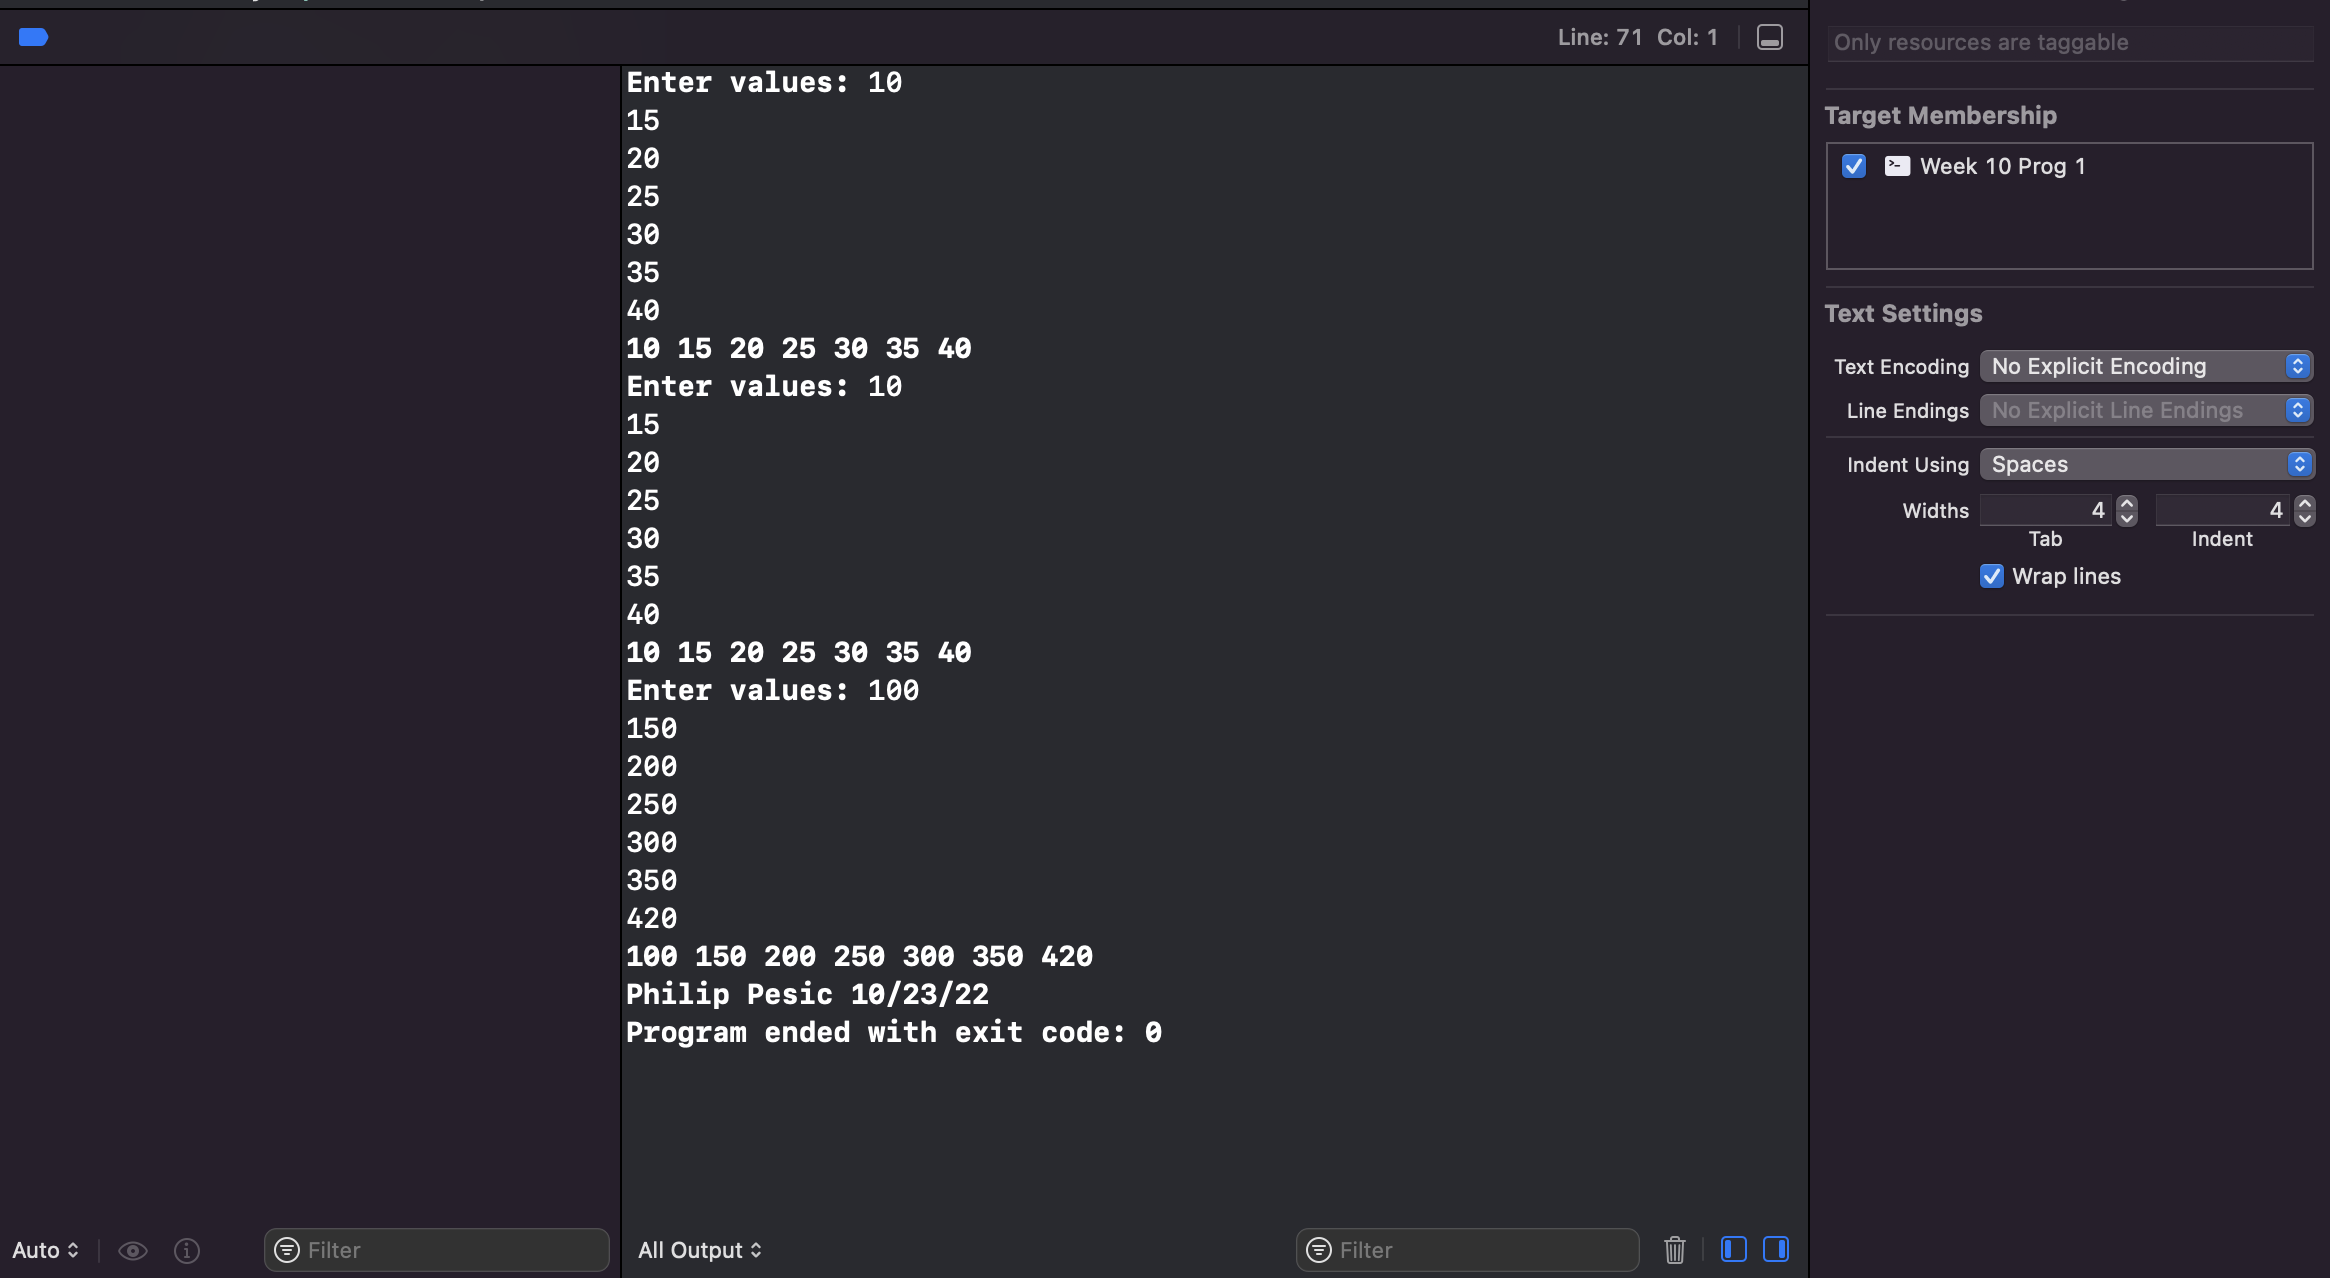 Line: 71 Col: 1
Enter values: 10
15
20
25
30
35
40
10 15 20 25 30 35 40
Enter values: 10
15
20
25
30
35
40
10 15 20 25 30 35 40
Enter values: 100
150
200
250
300
350
420
100 150 200 250 300 350 420
Philip Pesic 10/23/22
Program ended with exit code: 0
Auto
Filter
All Output
Filter
Only resources are taggable
Target Membership
Week 10 Prog 1
Text Settings
Text Encoding No Explicit Encoding
Line Endings No Explicit Line Endings
Indent Using Spaces
Widths 4 4
Tab Indent
Wrap lines